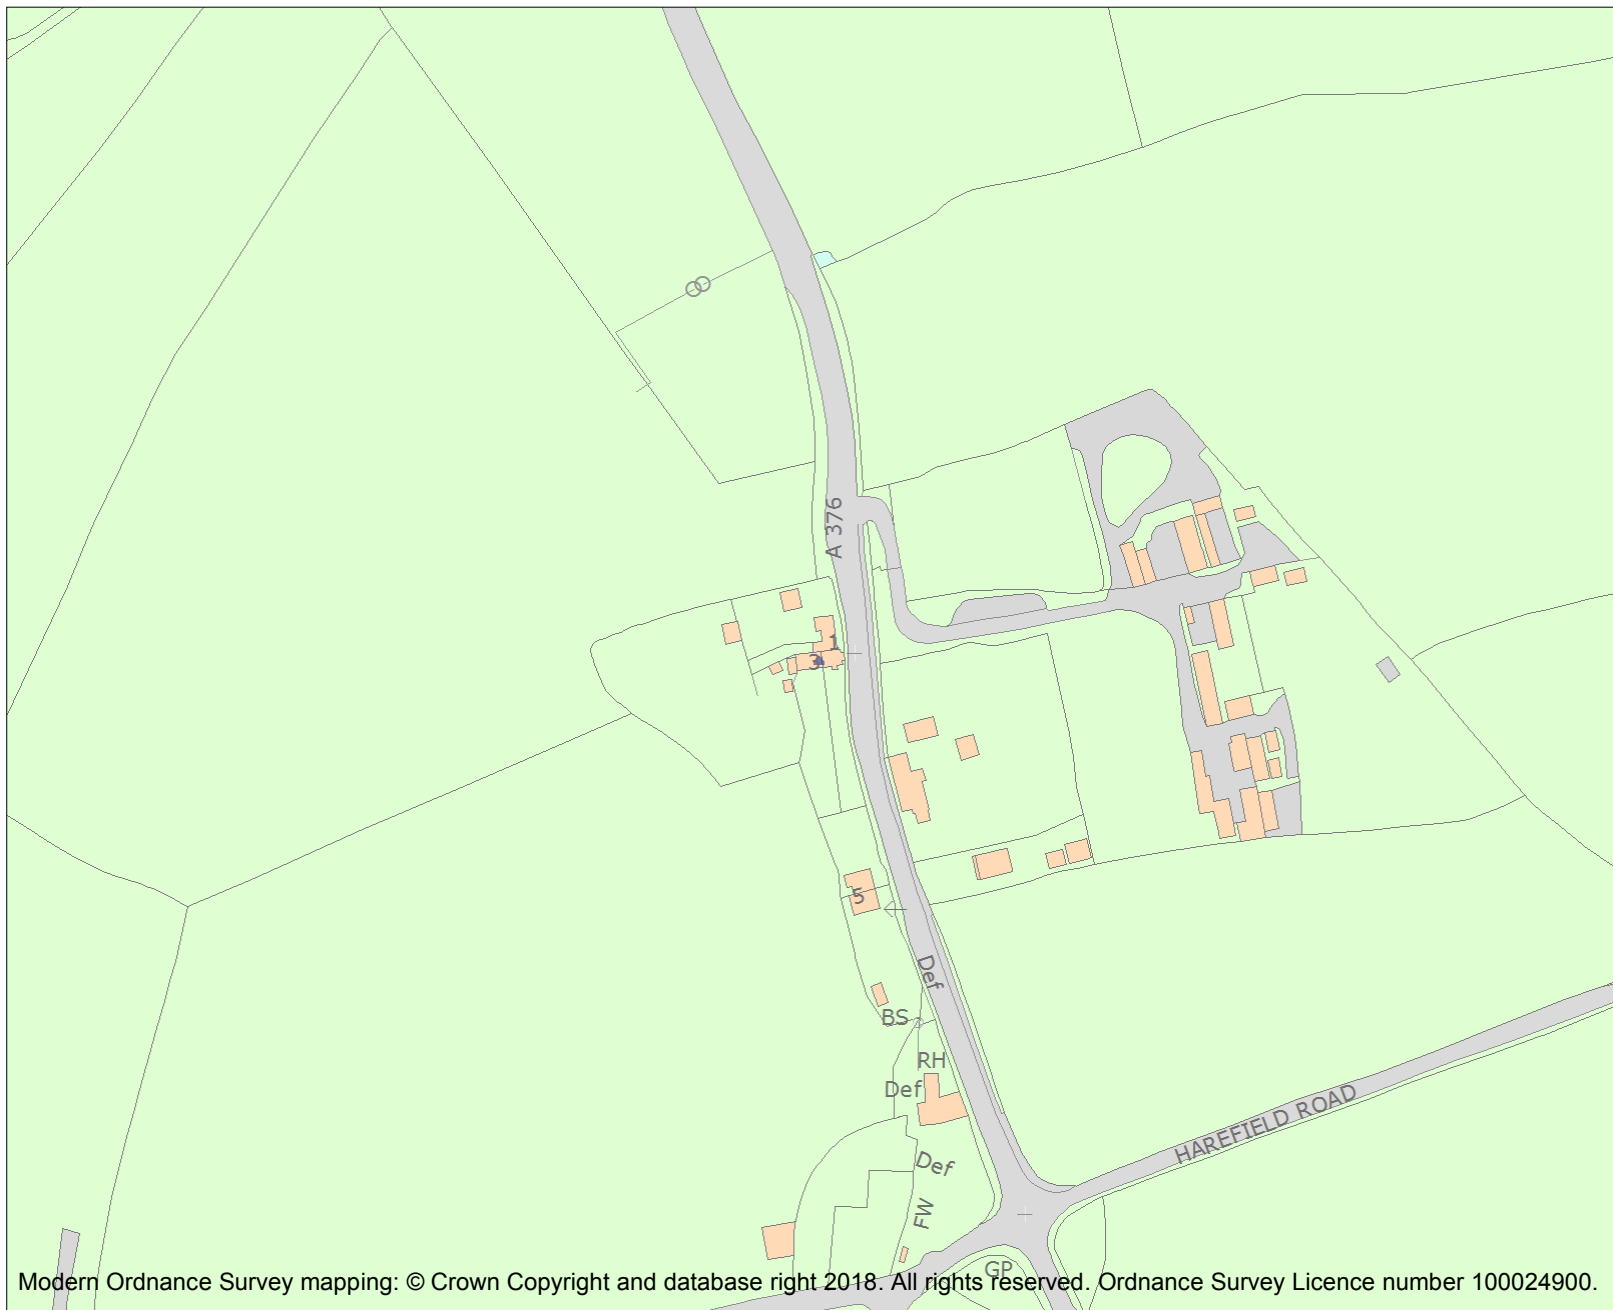 A 376
1
3
5
Def
BS
RH
Def
HAREFIELD ROAD
Def
FW
GP
Modern Ordnance Survey mapping: © Crown Copyright and database right 2018. All rights reserved. Ordnance Survey Licence number 100024900.